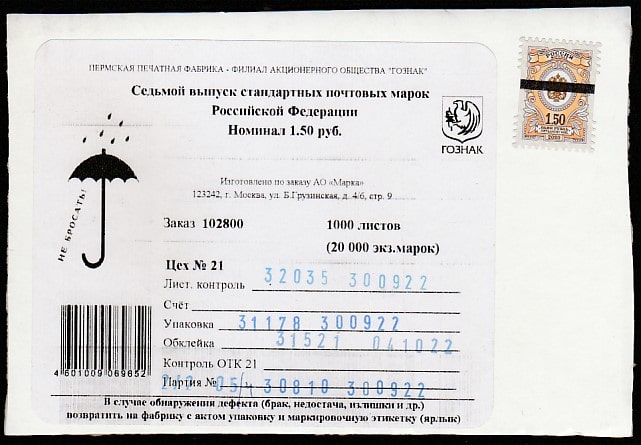 ПЕРМСКАЯ ПЕЧАТНАЯ ФАБРИКА - ФИЛИАЛ АКЦИОНЕРНОГО ОБЩЕСТВА "ГОЗНАК"
Седьмой выпуск стандартных почтовых марок
Российской Федерации
Номинал 1.50 руб.
ГОЗНАК
РОССИЯ
1.50
НЕ БРОСАТЬ!
Изготовлено по заказу АО «Марка»
123242, г. Москва, ул. Б.Грузинская, д. 4/6, стр. 9
Заказ 102800 1000 листов
(20 000 экз.марок)
Цех № 21
Лист. контроль 32035 300922
Счёт
Упаковка 31178 300922
Обклейка 31521 041022
Контроль ОТК 21
Партия № 05/ч 30810 300922
4601009069652
В случае обнаружения дефекта (брак, недостача, излишки и др.)
возвратить на фабрику с актом упаковку и маркировочную этикетку (ярлык)